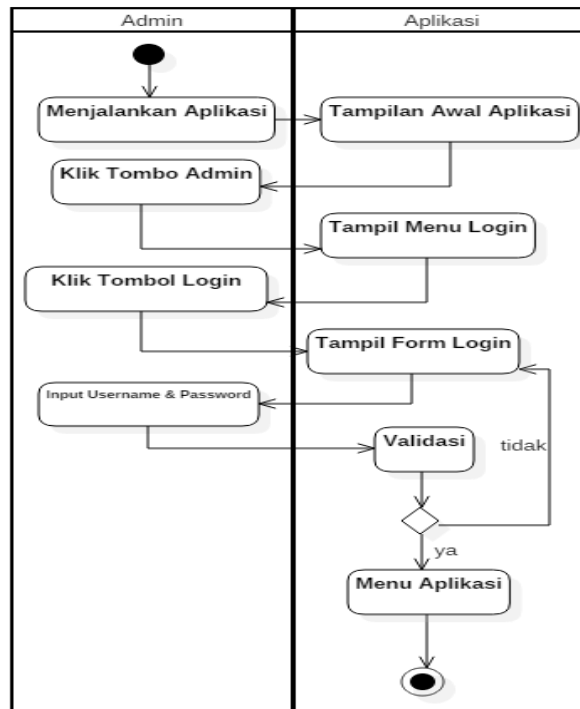 Admin
Aplikasi
Menjalankan Aplikasi
Tampilan Awal Aplikasi
Klik Tombo Admin
Tampil Menu Login
Klik Tombol Login
Tampil Form Login
Input Username & Password
Validasi
tidak
ya
Menu Aplikasi